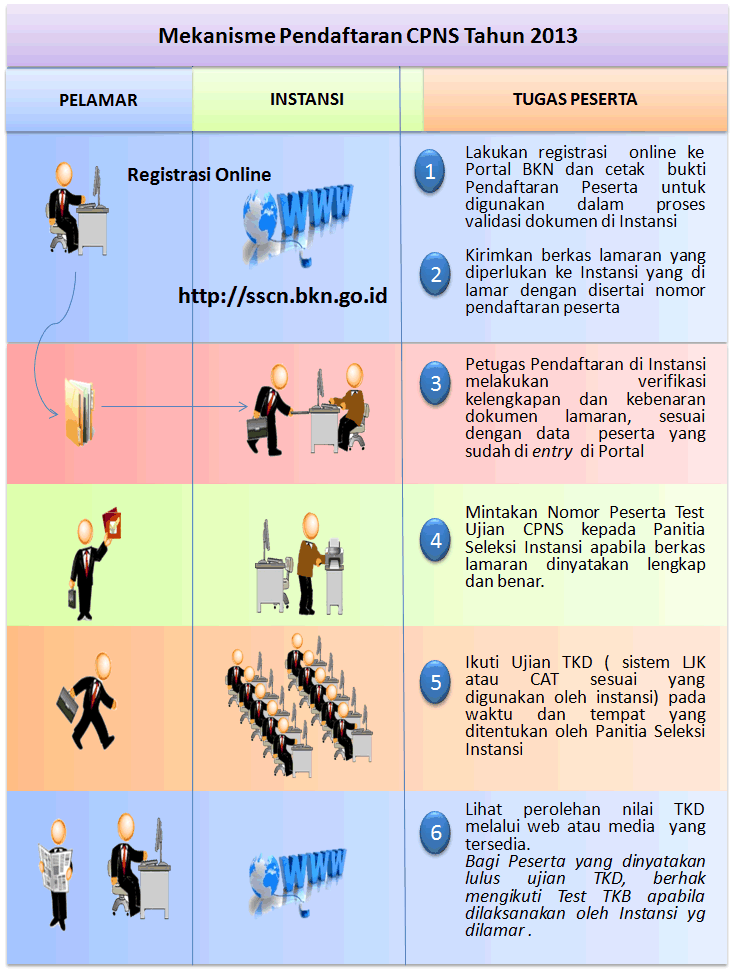 Mekanisme Pendaftaran CPNS Tahun 2013
PELAMAR
INSTANSI
TUGAS PESERTA
Registrasi Online
WWW
http://sscn.bkn.go.id
1
Lakukan registrasi online ke
Portal BKN dan cetak bukti
Pendaftaran Peserta untuk
digunakan dalam proses
validasi dokumen di Instansi
2
Kirimkan berkas lamaran yang
diperlukan ke Instansi yang di
lamar dengan disertai nomor
pendaftaran peserta
3
Petugas Pendaftaran di Instansi
melakukan verifikasi
kelengkapan dan kebenaran
dokumen lamaran, sesuai
dengan data peserta yang
sudah di entry di Portal
4
Mintakan Nomor Peserta Test
Ujian CPNS kepada Panitia
Seleksi Instansi apabila berkas
lamaran dinyatakan lengkap
dan benar.
5
Ikuti Ujian TKD ( sistem LJK
atau CAT sesuai yang
digunakan oleh instansi) pada
waktu dan tempat yang
ditentukan oleh Panitia Seleksi
Instansi
WWW
6
Lihat perolehan nilai TKD
melalui web atau media yang
tersedia.
Bagi Peserta yang dinyatakan
lulus ujian TKD, berhak
mengikuti Test TKB apabila
dilaksanakan oleh Instansi yg
dilamar .